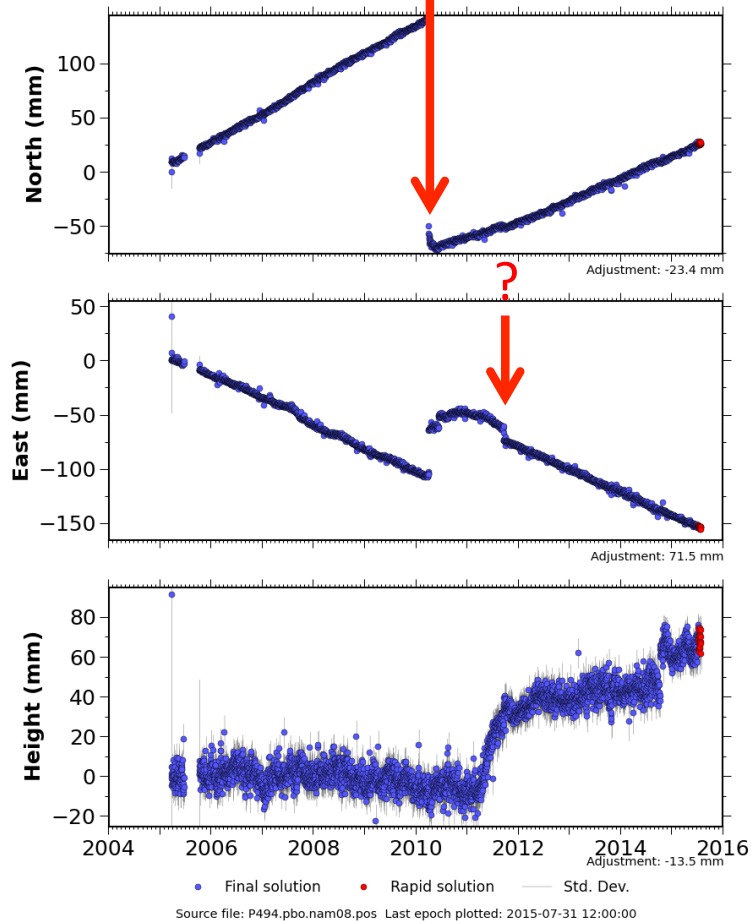 100
50
0
−50
North (mm)
Adjustment: -23.4 mm
?
50
0
−50
−100
−150
East (mm)
Adjustment: 71.5 mm
80
60
40
20
0
−20
Height (mm)
2004 2006 2008 2010 2012 2014 2016
Adjustment: -13.5 mm
Final solution Rapid solution Std. Dev.
Source file: P494.pbo.nam08.pos Last epoch plotted: 2015-07-31 12:00:00